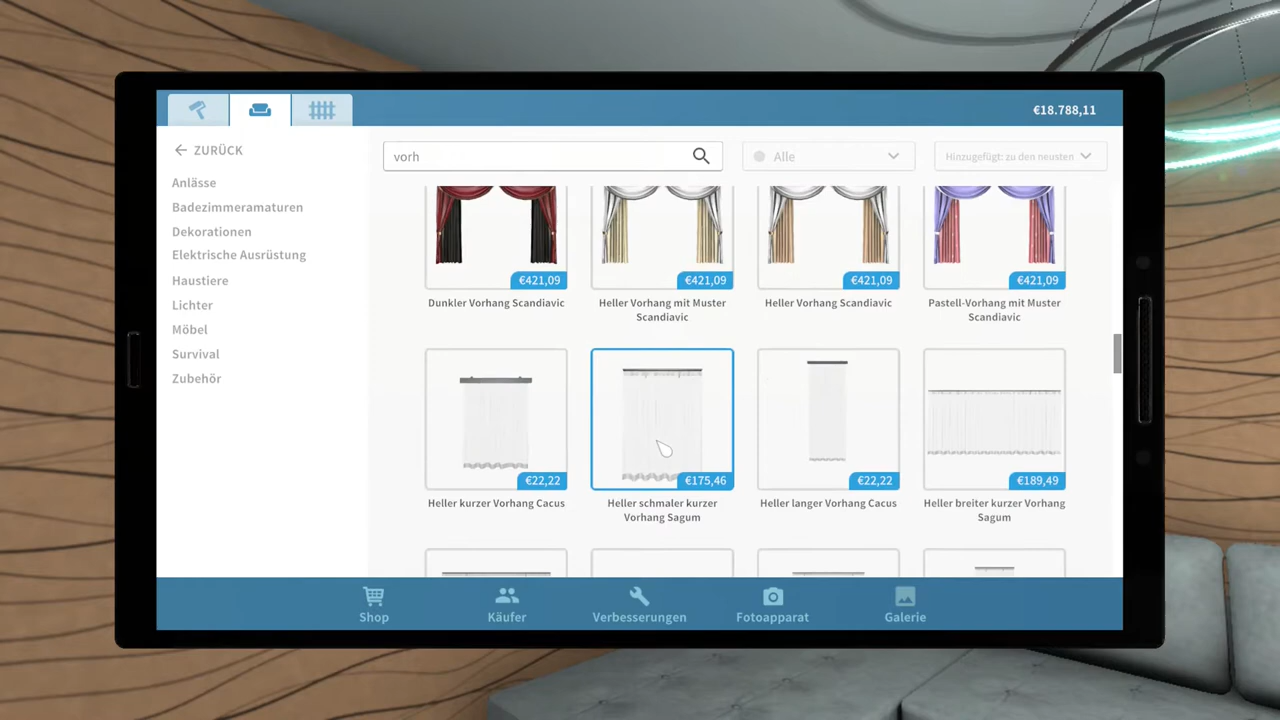 €18.788,11
ZURÜCK
vorh
Alle
Hinzugefügt: zu den neusten
Anlässe
Badezimmeramaturen
Dekorationen
Elektrische Ausrüstung
Haustiere
Lichter
Möbel
Survival
Zubehör
€421,09
€421,09
€421,09
€421,09
Dunkler Vorhang Scandiavic
Heller Vorhang mit Muster
Scandiavic
Heller Vorhang Scandiavic
Pastell-Vorhang mit Muster
Scandiavic
€22,22
€175,46
€22,22
€189,49
Heller kurzer Vorhang Cacus
Heller schmaler kurzer
Vorhang Sagum
Heller langer Vorhang Cacus
Heller breiter kurzer Vorhang
Sagum
Shop
Käufer
Verbesserungen
Fotoapparat
Galerie